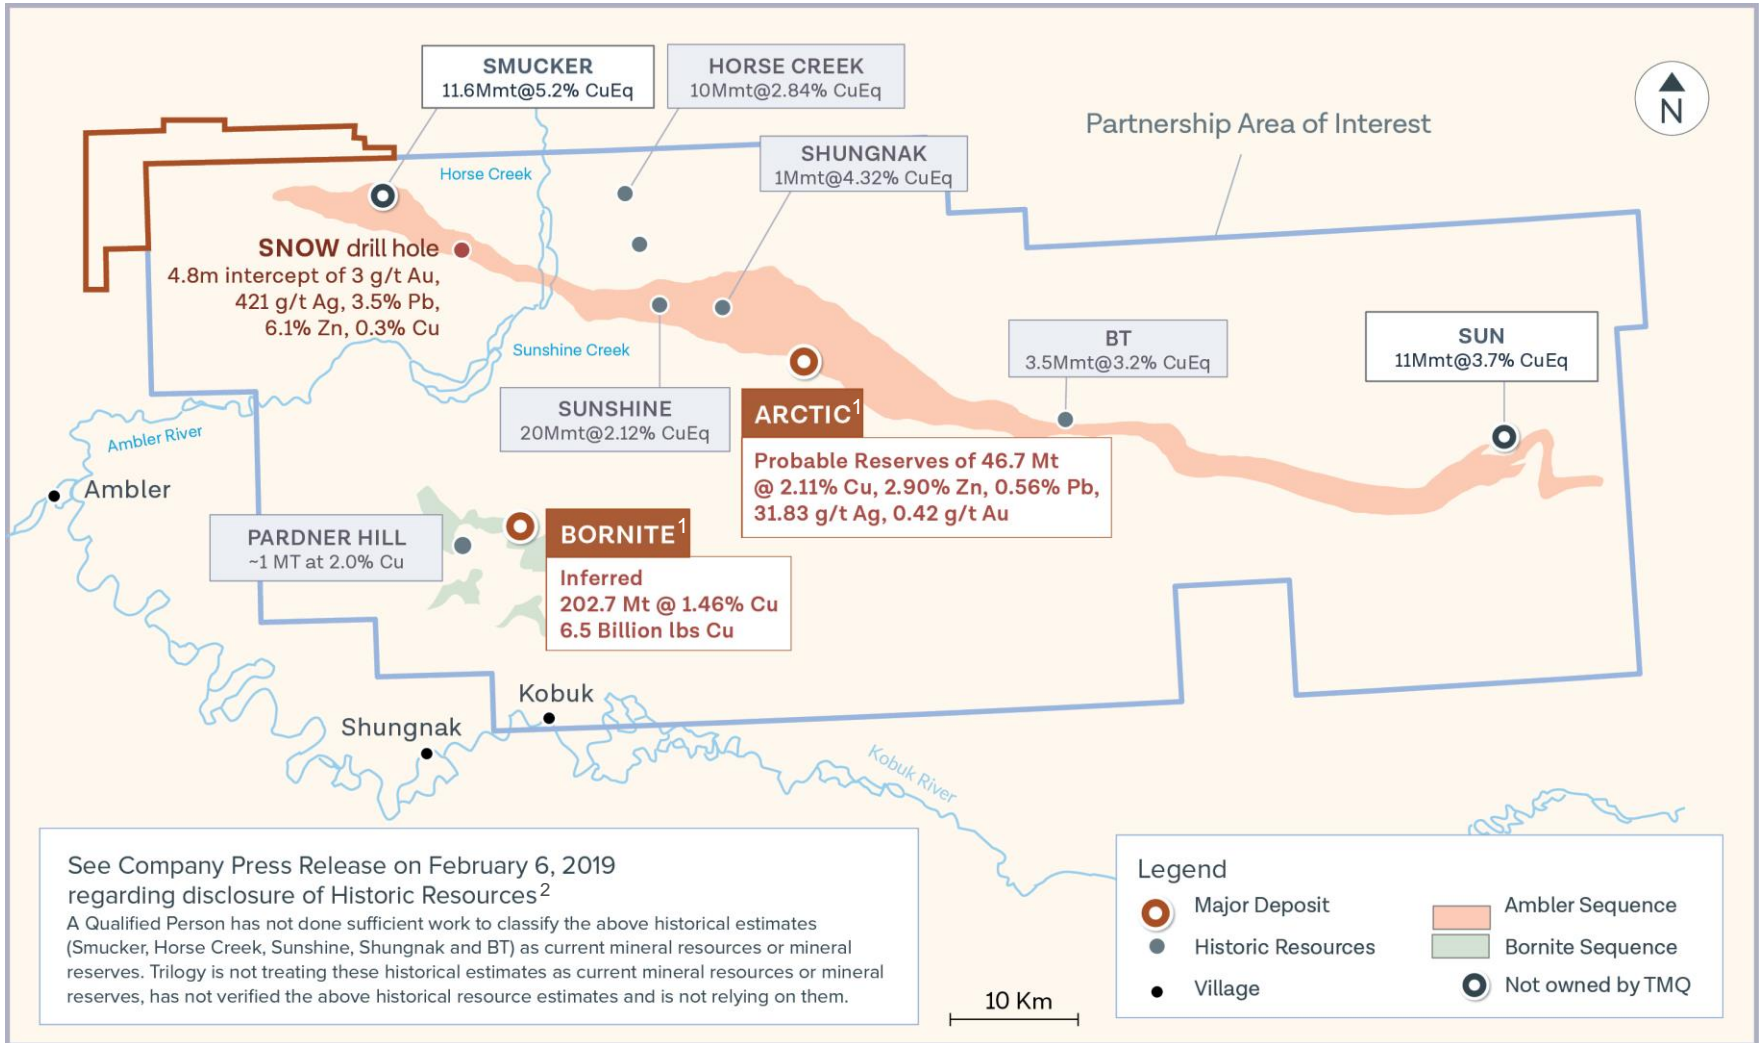 SMUCKER
11.6Mmt@5.2% CuEq
HORSE CREEK
10Mmt@2.84% CuEq
N
Partnership Area of Interest
SHUNGNAK
1Mmt@4.32% CuEq
Horse Creek
SNOW drill hole
4.8m intercept of 3 g/t Au,
421 g/t Ag, 3.5% Pb,
6.1% Zn, 0.3% Cu
Sunshine Creek
BT
3.5Mmt@3.2% CuEq
SUN
11Mmt@3.7% CuEq
SUNSHINE
20Mmt@2.12% CuEq
ARCTIC1
Probable Reserves of 46.7 Mt
@ 2.11% Cu, 2.90% Zn, 0.56% Pb,
31.83 g/t Ag, 0.42 g/t Au
Ambler River
Ambler
PARDNER HILL
~1 MT at 2.0% Cu
BORNITE1
Inferred
202.7 Mt @ 1.46% Cu
6.5 Billion lbs Cu
Kobuk
Shungnak
Kobuk River
See Company Press Release on February 6, 2019
regarding disclosure of Historic Resources2
A Qualified Person has not done sufficient work to classify the above historical estimates
(Smucker, Horse Creek, Sunshine, Shungnak and BT) as current mineral resources or mineral
reserves. Trilogy is not treating these historical estimates as current mineral resources or mineral
reserves, has not verified the above historical resource estimates and is not relying on them.
10 Km
Legend
Major Deposit
Historic Resources
Village
Ambler Sequence
Bornite Sequence
Not owned by TMQ